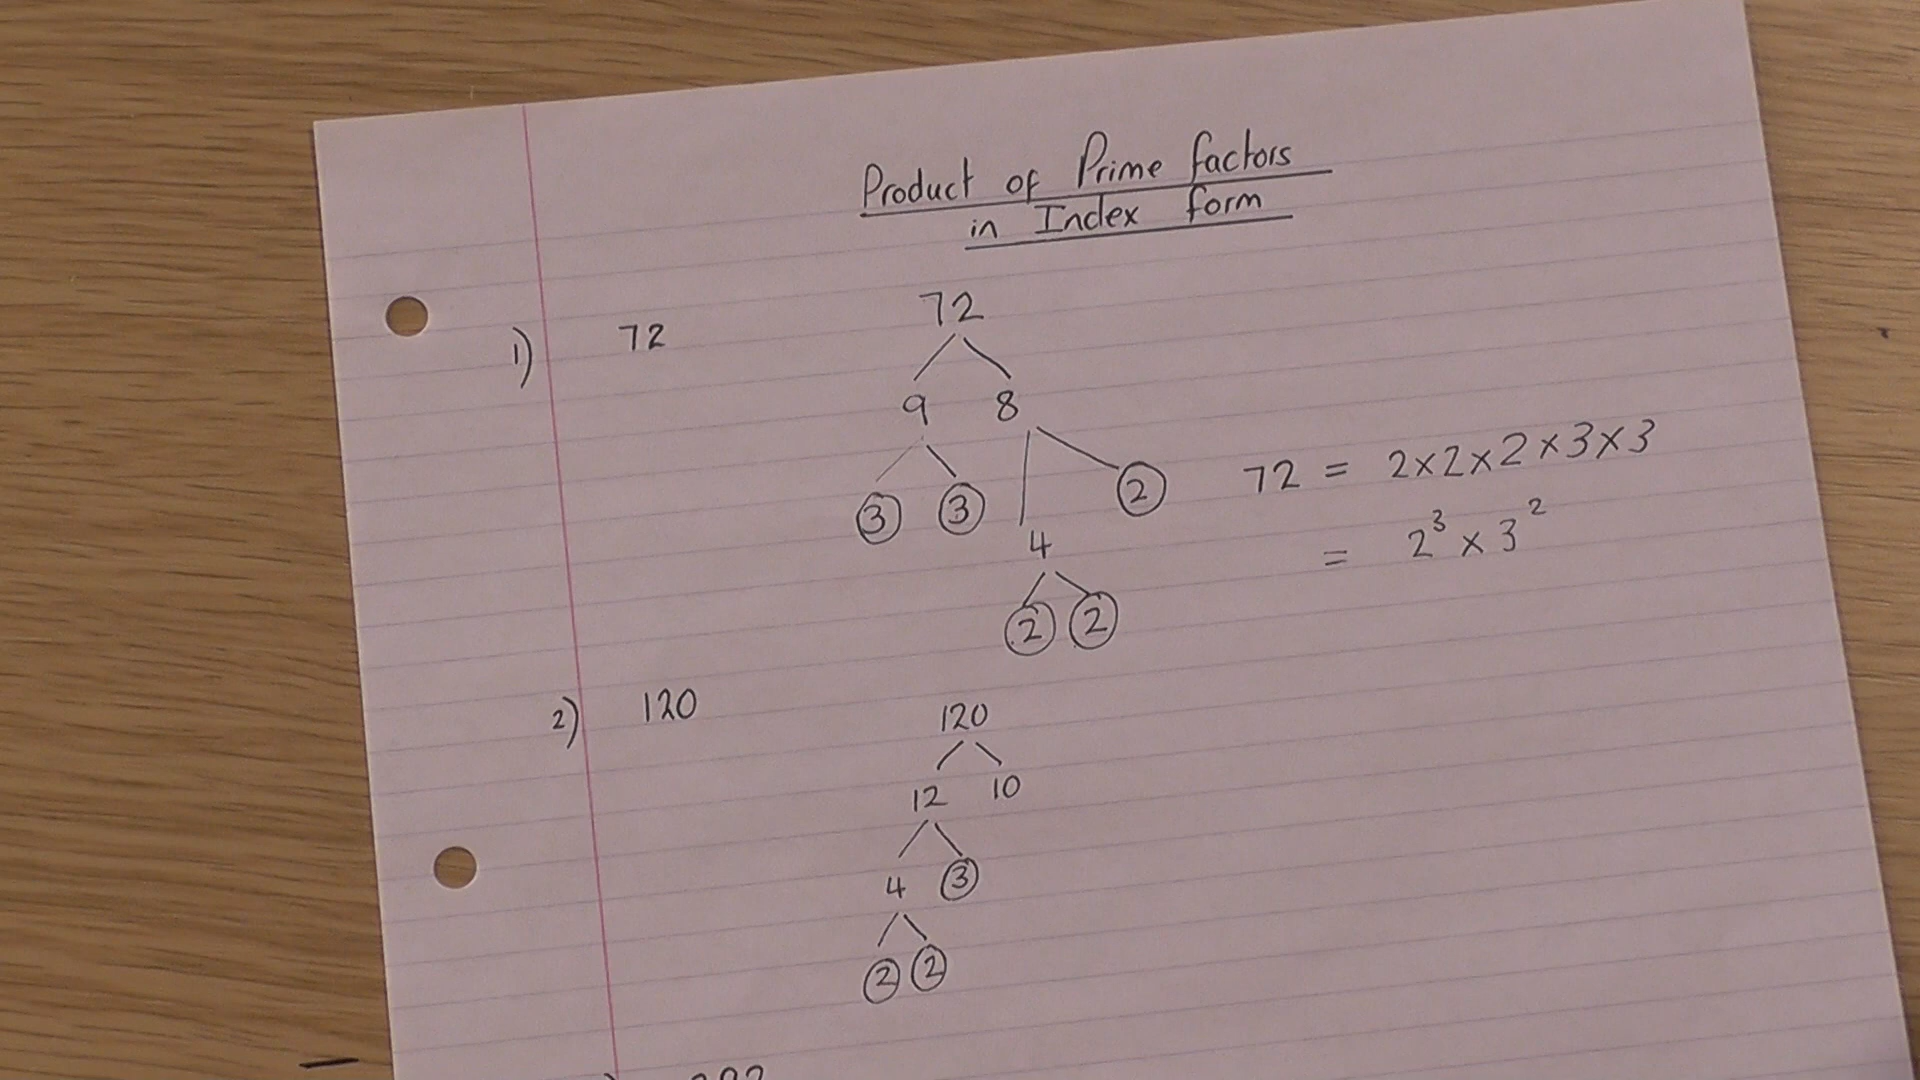 Product of Prime factors
in Index form
1) 72
72
9 8
3 3 2
72 = 2×2×2×3×3
4
= 2³ × 3²
2 2
2) 120
120
12 10
4 3
2 2